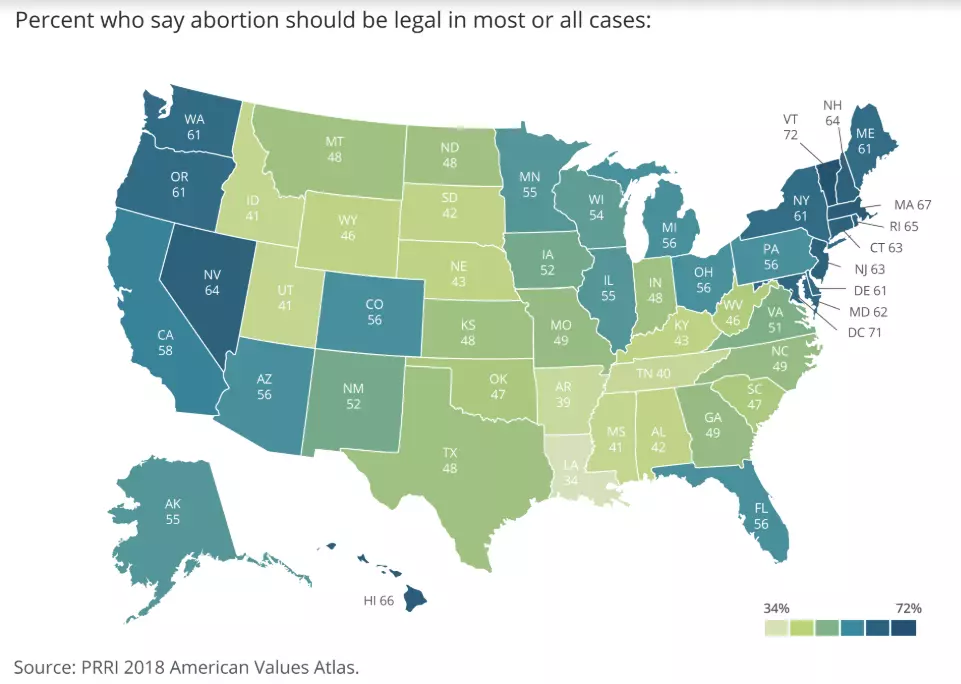 Percent who say abortion should be legal in most or all cases:
WA
61
OR
61
CA
58
NV
64
ID
41
MT
48
WY
46
UT
41
CO
56
AZ
56
NM
52
ND
48
SD
42
NE
43
KS
48
OK
47
TX
48
MN
55
IA
52
MO
49
AR
39
LA
34
WI
54
IL
55
MI
56
IN
48
OH
56
KY
43
TN 40
MS
41
AL
42
GA
49
FL
56
SC
47
NC
49
VA
51
WV
46
PA
56
NY
61
VT
72
NH
64
ME
61
MA 67
RI 65
CT 63
NJ 63
DE 61
MD 62
DC 71
AK
55
HI 66
34% 72%
Source: PRRI 2018 American Values Atlas.